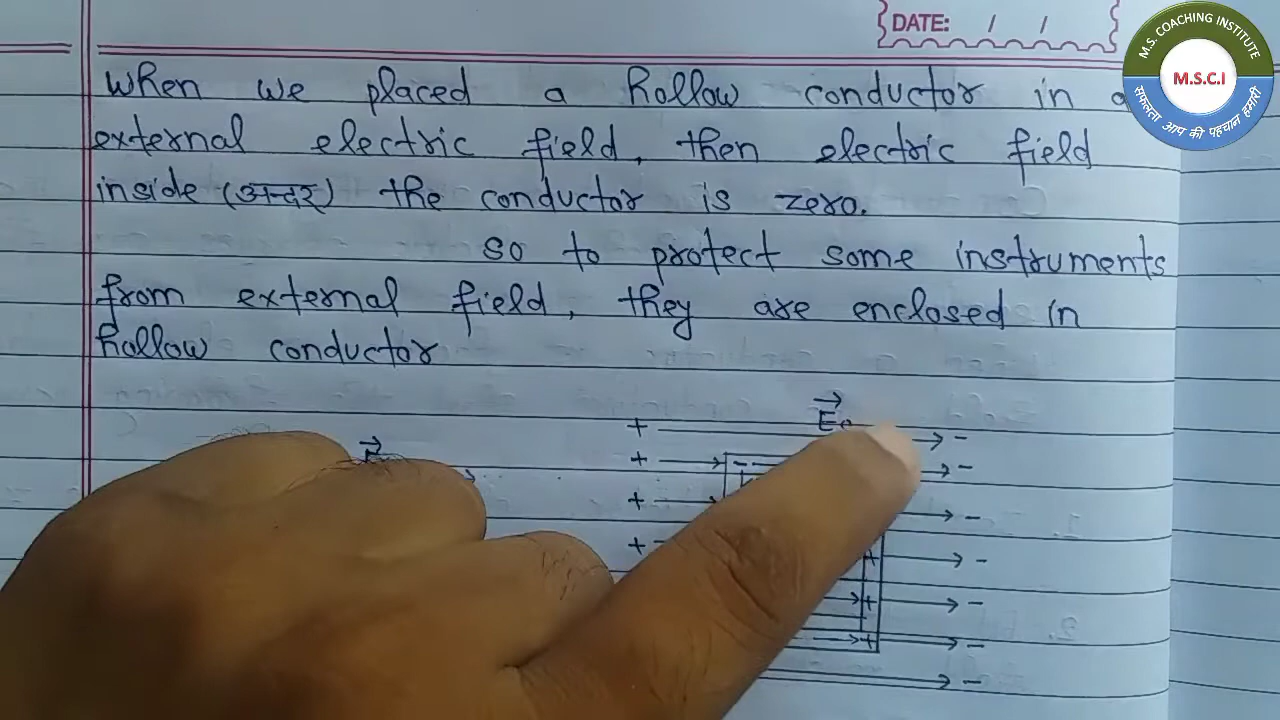 DATE: / /
M.S. COACHING INSTITUTE
M.S.C.I
सफलता आप की पहचान हमारी
When we placed a hollow conductor in a
external electric field, then electric field
inside (अन्दर) the conductor is zero.
so to protect some instruments
from external field, they are enclosed in
hollow conductor
E
+ -
+ - -
+ -
+ + -
+ -
+ -
-